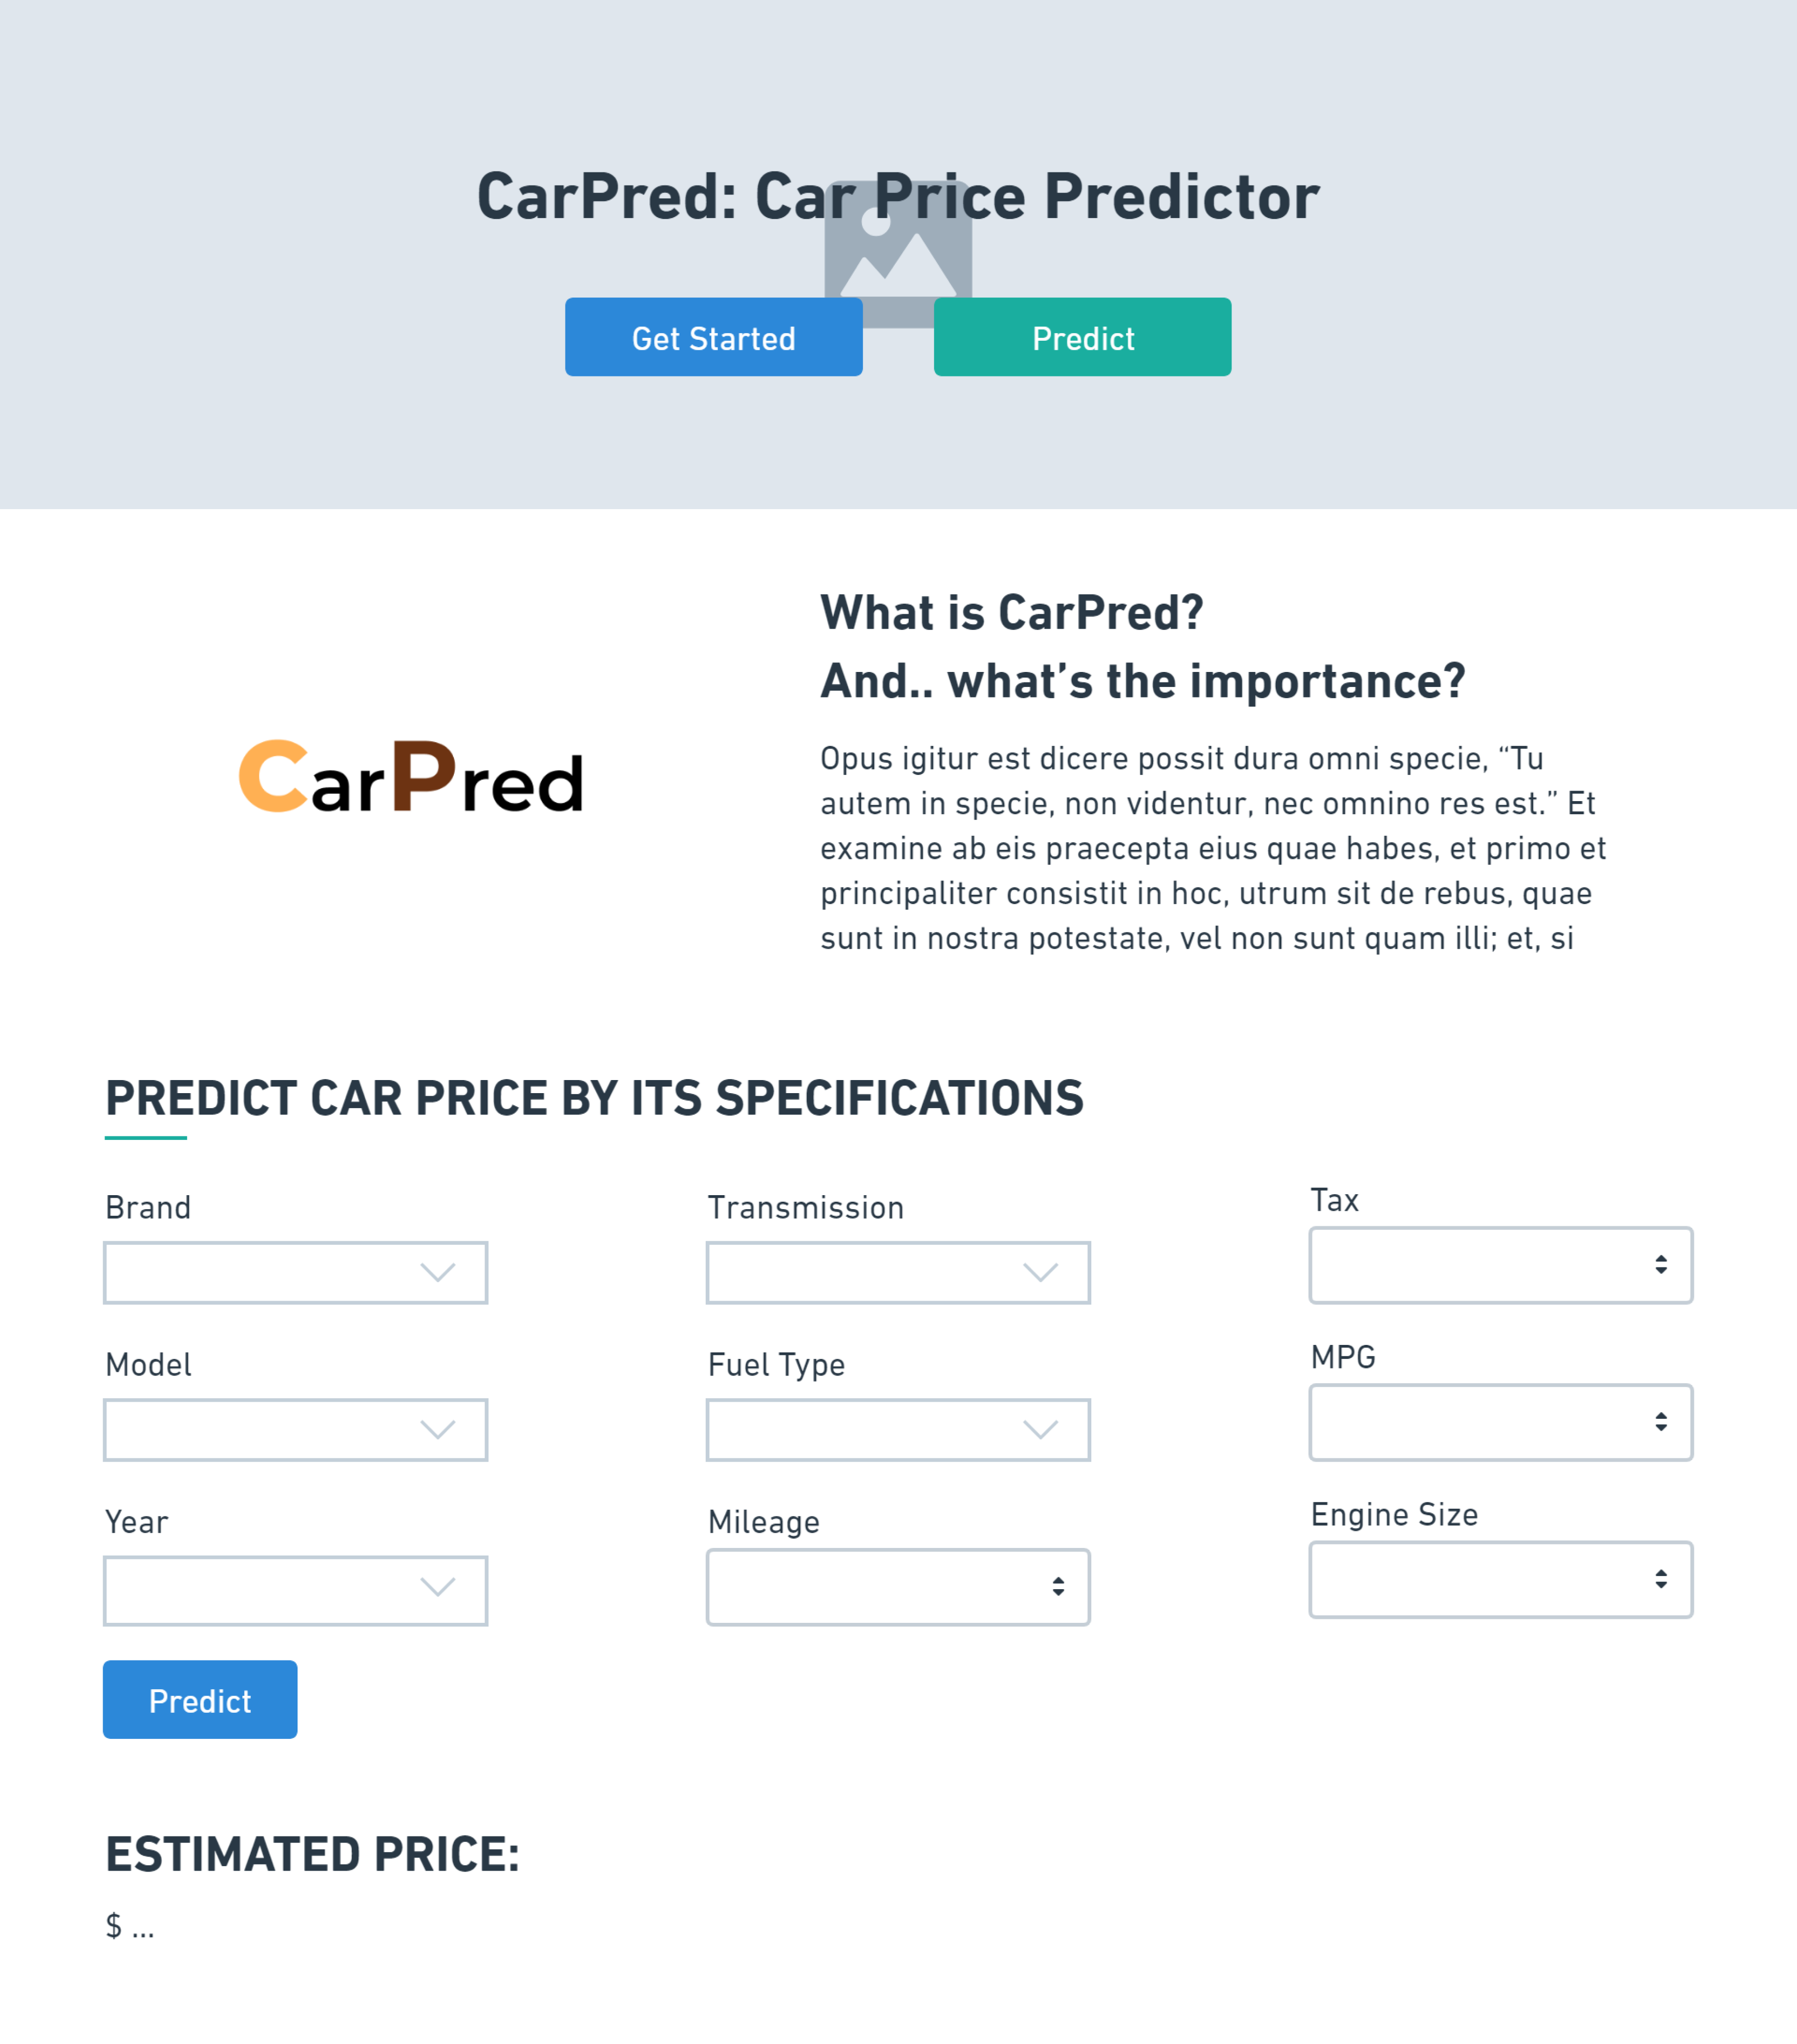 CarPred: Car Price Predictor
Get Started
Predict
CarPred
What is CarPred?
And.. what’s the importance?
Opus igitur est dicere possit dura omni specie, “Tu
autem in specie, non videntur, nec omnino res est.” Et
examine ab eis praecepta eius quae habes, et primo et
principaliter consistit in hoc, utrum sit de rebus, quae
sunt in nostra potestate, vel non sunt quam illi; et, si
PREDICT CAR PRICE BY ITS SPECIFICATIONS
Brand
Transmission
Tax
Model
Fuel Type
MPG
Year
Mileage
Engine Size
Predict
ESTIMATED PRICE:
$ ...